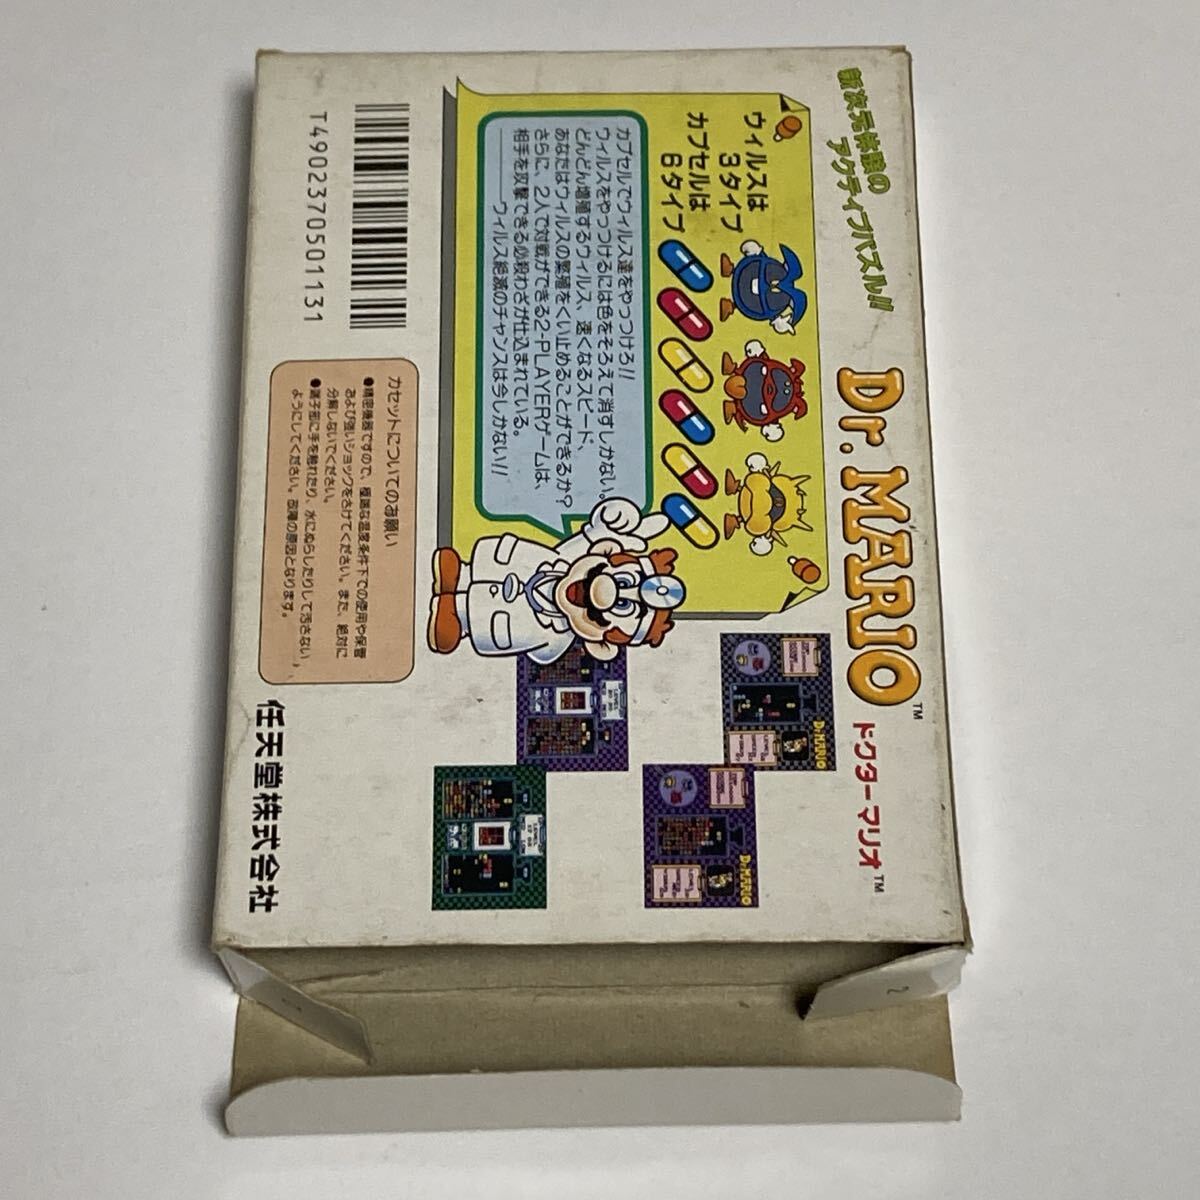 新次元体験の
アクティブパズル!!
Dr. MARIO™
ドクターマリオ™
ウィルスは
3タイプ
カプセルは
6タイプ
カプセルでウィルス達をやっつけろ!!
ウィルスをやっつけるには色をそろえて消すしかない。
どんどん増殖するウィルス、速くなるスピード、
あなたはウィルスの繁殖をくい止めることができるか?
さらに、2人で対戦ができる2-PLAYERゲームは、
相手を攻撃できる必殺わざが仕込まれている。
――ウィルス絶滅のチャンスは今しかない!!
Dr.MARIO
Dr.MARIO
カセットについてのお願い
●精密機器ですので、極端な温度条件下での使用や保管
および強いショックをさけてください。また、絶対に
分解しないでください。
●端子部に手を触れたり、水にぬらしたりして汚さない
ようにしてください。故障の原因となります。
T4902370501131
任天堂株式会社
2